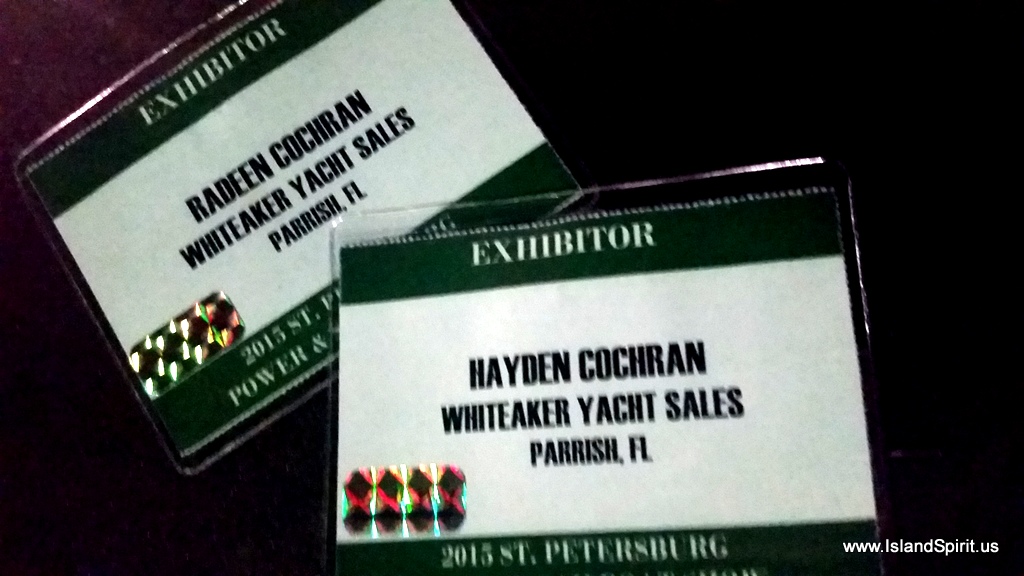 EXHIBITOR
RADEEN COCHRAN
WHITEAKER YACHT SALES
PARRISH, FL
2015 ST.
POWER &
EXHIBITOR
HAYDEN COCHRAN
WHITEAKER YACHT SALES
PARRISH, FL
2015 ST. PETERSBURG
www.IslandSpirit.us